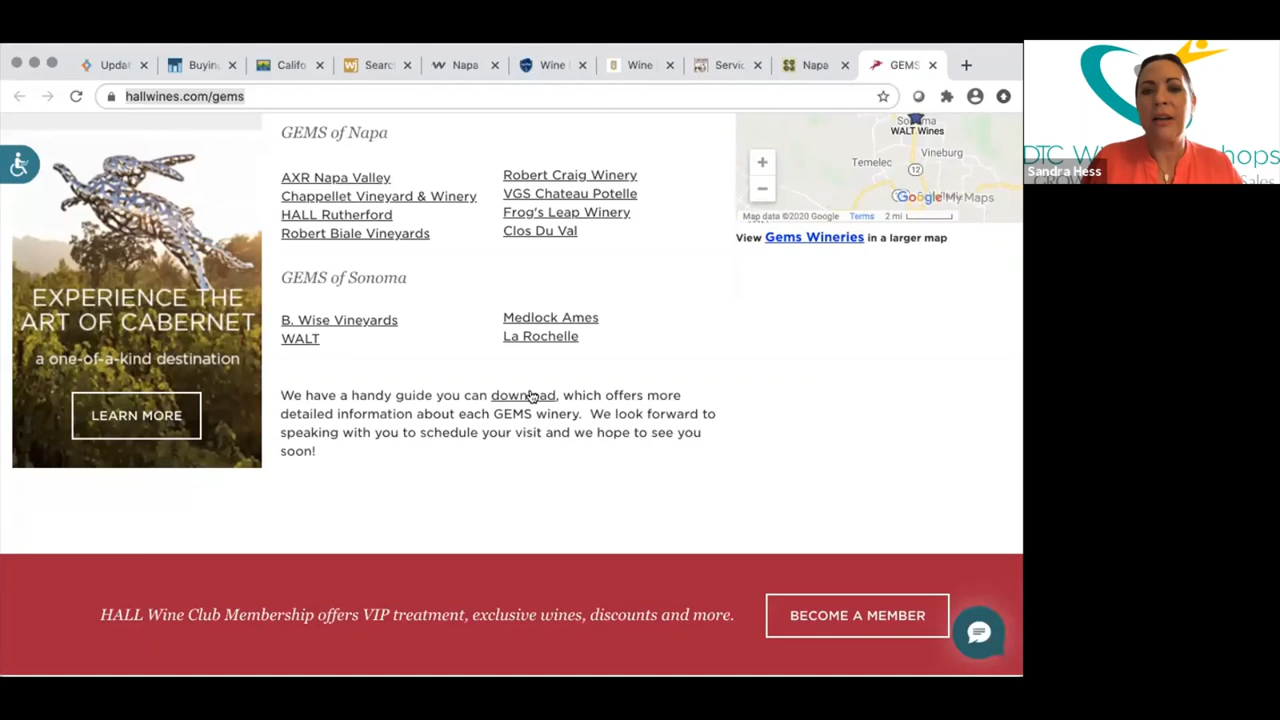 Updat
Buyin
Califo
Searc
Napa
Wine
Wine
Servic
Napa
GEMS
hallwines.com/gems
GEMS of Napa
AXR Napa Valley
Chappellet Vineyard & Winery
HALL Rutherford
Robert Biale Vineyards
Robert Craig Winery
VGS Chateau Potelle
Frog's Leap Winery
Clos Du Val
GEMS of Sonoma
B. Wise Vineyards
WALT
Medlock Ames
La Rochelle
We have a handy guide you can download, which offers more
detailed information about each GEMS winery. We look forward to
speaking with you to schedule your visit and we hope to see you
soon!
EXPERIENCE THE
ART OF CABERNET
a one-of-a-kind destination
LEARN MORE
WALT Wines
Vineburg
Temelec
12
Google My Maps
Map data ©2020 Google Terms 2 mi
View Gems Wineries in a larger map
HALL Wine Club Membership offers VIP treatment, exclusive wines, discounts and more.
BECOME A MEMBER
DTC W hops
Sandra Hess
Sales